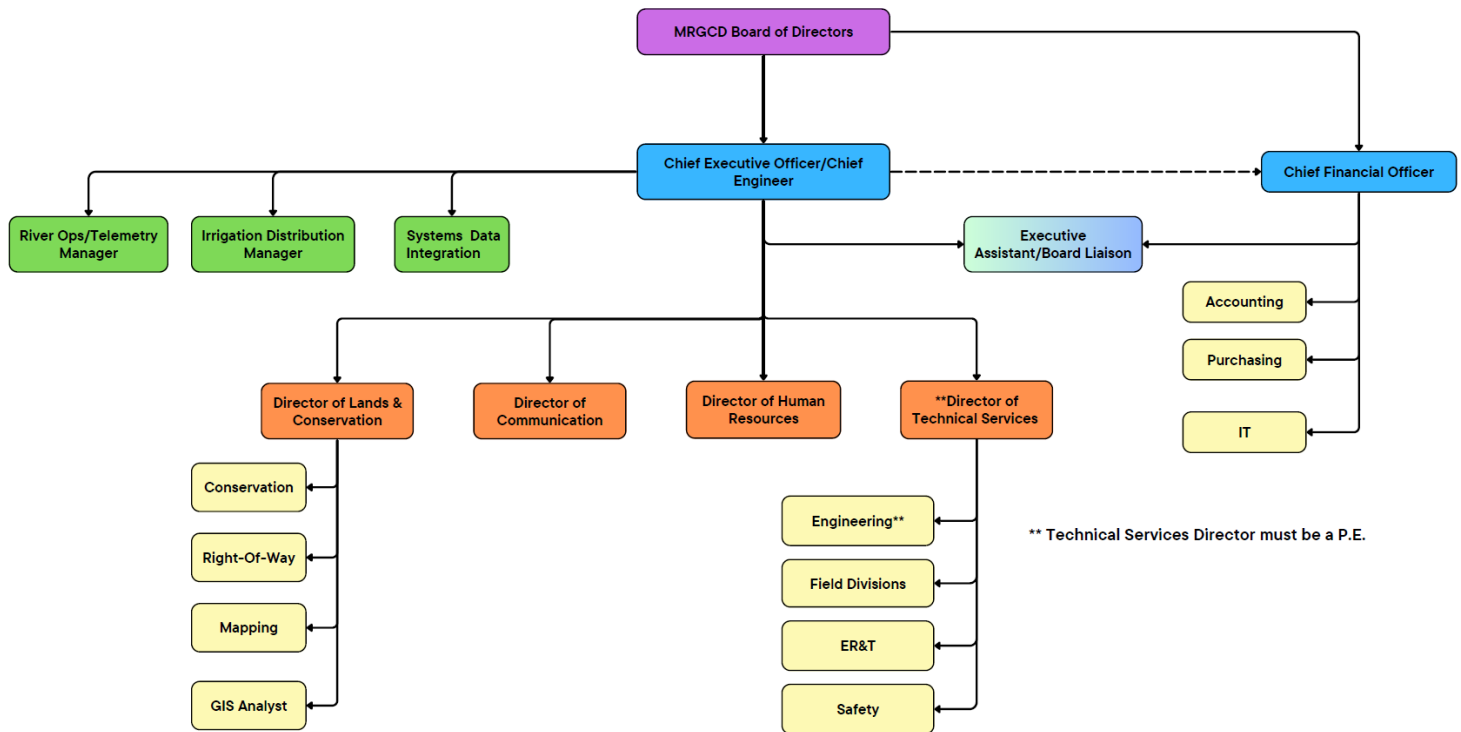 MRGCD Board of Directors
Chief Executive Officer/Chief
Engineer
Chief Financial Officer
River Ops/Telemetry
Manager
Irrigation Distribution
Manager
Systems Data
Integration
Executive
Assistant/Board Liaison
Accounting
Purchasing
IT
Director of Lands &
Conservation
Director of
Communication
Director of Human
Resources
**Director of
Technical Services
Conservation
Right-Of-Way
Mapping
GIS Analyst
Engineering**
Field Divisions
ER&T
Safety
** Technical Services Director must be a P.E.